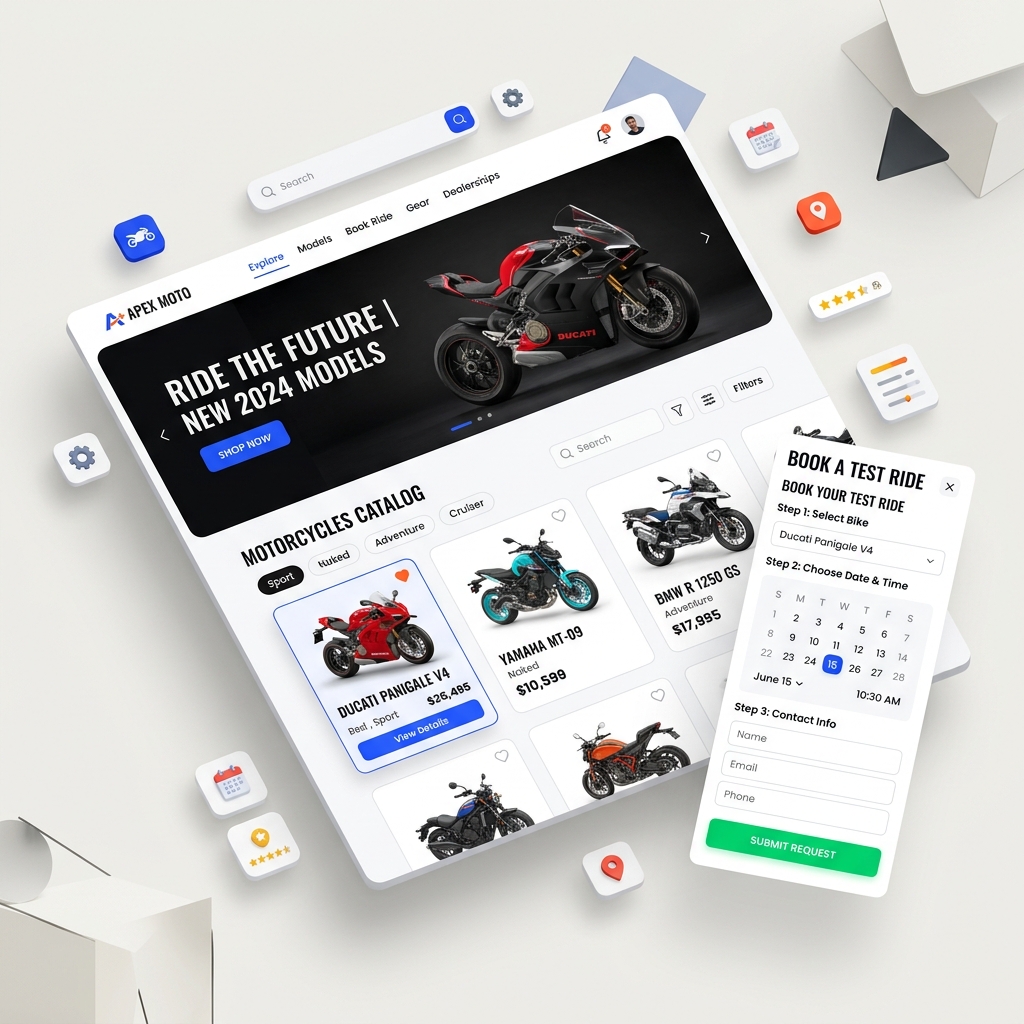 Search
Explore
Models
Book Ride
Gear
Dealerships
APEX MOTO
RIDE THE FUTURE |
NEW 2024 MODELS
SHOP NOW
DUCATI
Search
Filtors
MOTORCYCLES CATALOG
Sport
Naked
Adventure
Cruiser
DUCATI PANIGALE V4
Best , Sport
$26,495
View Details
YAMAHA MT-09
Naked
$10,599
BMW R 1250 GS
Adventure
$17,995
BOOK A TEST RIDE
BOOK YOUR TEST RIDE
Step 1: Select Bike
Ducati Panigale V4
Step 2: Choose Date & Time
S M T W T F S
1 2 3 4 5 6 7
8 9 10 11 12 13 14
22 23 24 15 26 27 28
June 15
10:30 AM
Step 3: Contact Info
Name
Email
Phone
SUBMIT REQUEST